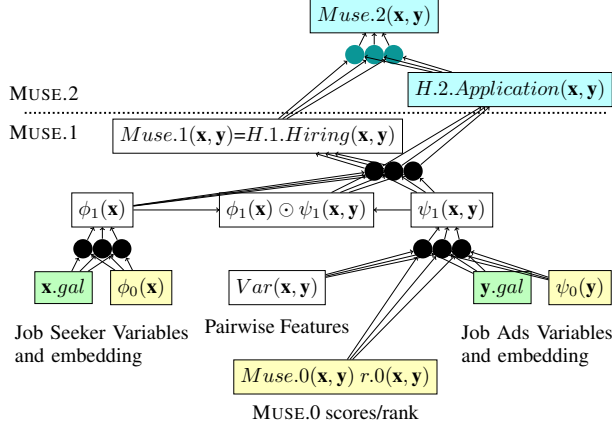 Muse.2(x, y)
MUSE.2
H.2.Application(x, y)
MUSE.1
Muse.1(x, y)=H.1.Hiring(x, y)
ϕ₁(x)
ϕ₁(x) ⊙ ψ₁(x, y)
ψ₁(x, y)
x.gal
ϕ₀(x)
Var(x, y)
y.gal
ψ₀(y)
Job Seeker Variables
and embedding
Pairwise Features
Job Ads Variables
and embedding
Muse.0(x, y) r.0(x, y)
MUSE.0 scores/rank